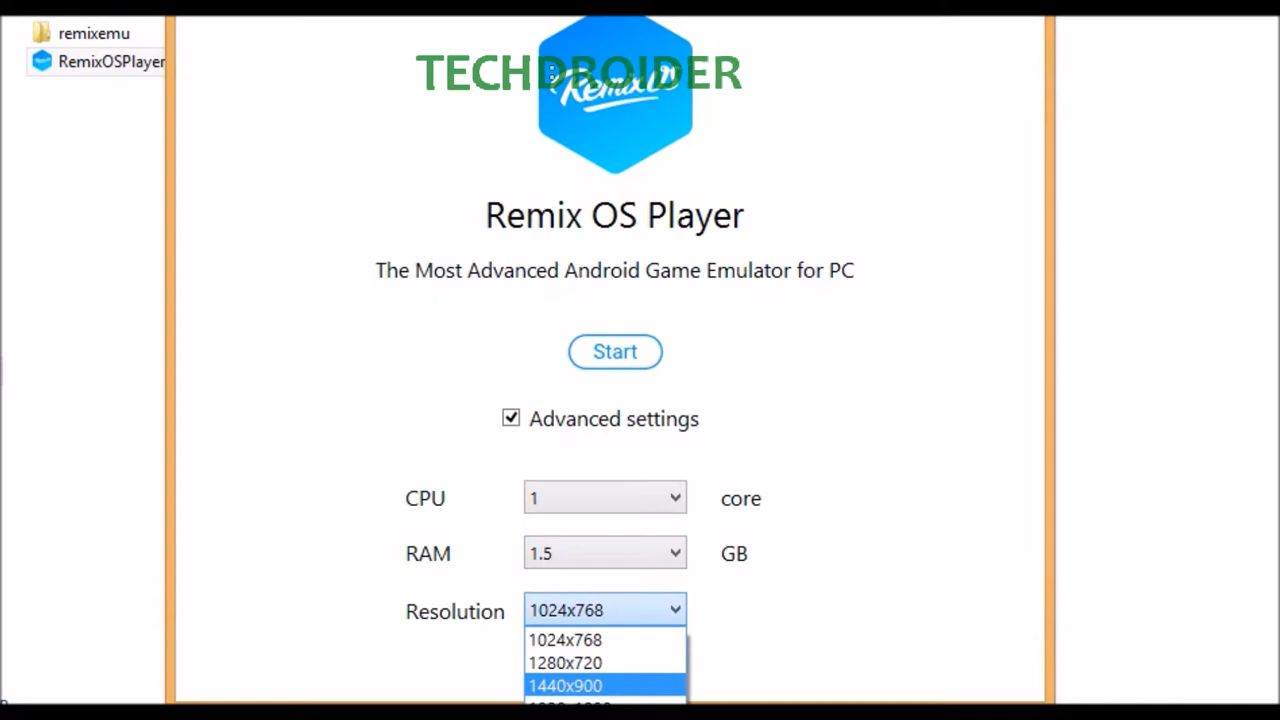 remixemu
RemixOSPlayer
TECHDROIDER
Remix OS
Remix OS Player
The Most Advanced Android Game Emulator for PC
Start
Advanced settings
CPU 1 core
RAM 1.5 GB
Resolution 1024x768
1024x768
1280x720
1440x900